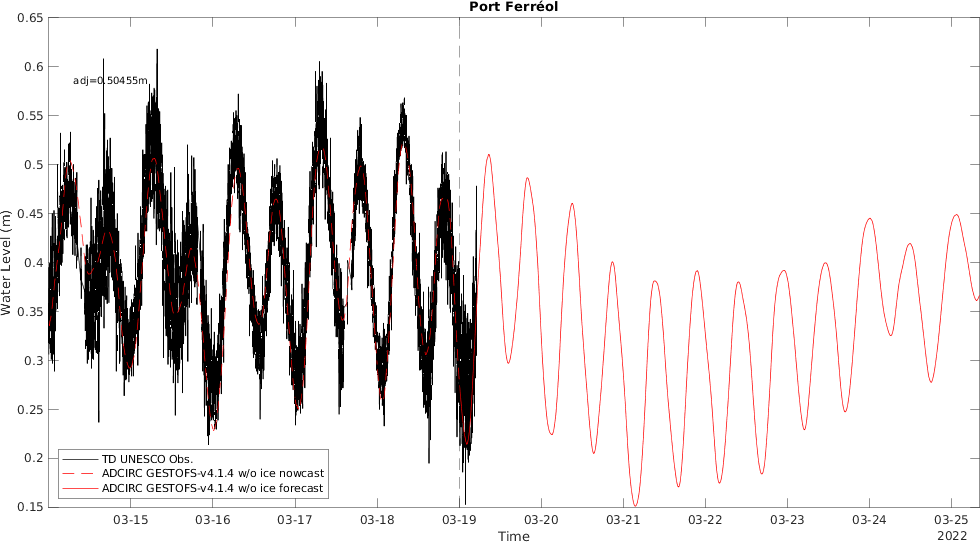 Port Ferréol
0.65
0.6
0.55
0.5
0.45
0.4
0.35
0.3
0.25
0.2
0.15
Water Level (m)
adj=0.50455m
TD UNESCO Obs.
ADCIRC GESTOFS-v4.1.4 w/o ice nowcast
ADCIRC GESTOFS-v4.1.4 w/o ice forecast
03-15 03-16 03-17 03-18 03-19 03-20 03-21 03-22 03-23 03-24 03-25
2022
Time